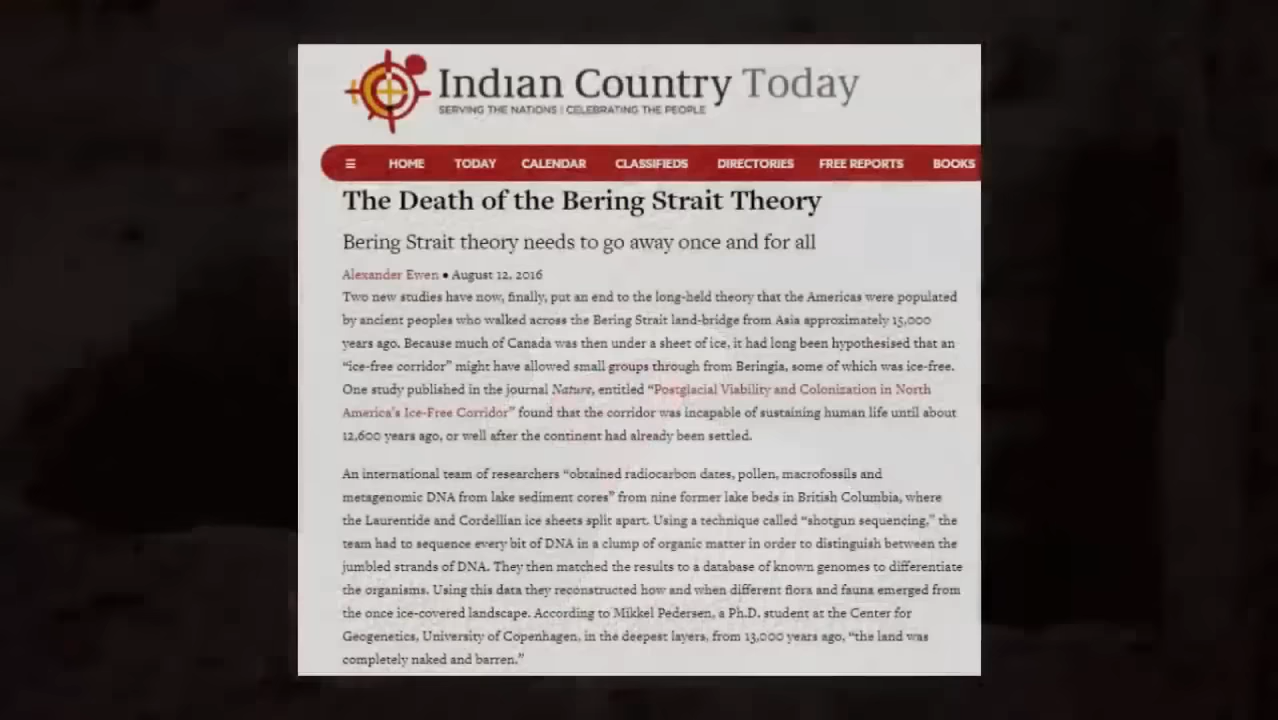 Indian Country Today
SERVING THE NATIONS | CELEBRATING THE PEOPLE
≡ HOME TODAY CALENDAR CLASSIFIEDS DIRECTORIES FREE REPORTS BOOKS
The Death of the Bering Strait Theory
Bering Strait theory needs to go away once and for all
Alexander Ewen • August 12, 2016
Two new studies have now, finally, put an end to the long-held theory that the Americas were populated
by ancient peoples who walked across the Bering Strait land-bridge from Asia approximately 15,000
years ago. Because much of Canada was then under a sheet of ice, it had long been hypothesised that an
“ice-free corridor” might have allowed small groups through from Beringia, some of which was ice-free.
One study published in the journal Nature, entitled “Postglacial Viability and Colonization in North
America’s Ice-Free Corridor” found that the corridor was incapable of sustaining human life until about
12,600 years ago, or well after the continent had already been settled.
An international team of researchers “obtained radiocarbon dates, pollen, macrofossils and
metagenomic DNA from lake sediment cores” from nine former lake beds in British Columbia, where
the Laurentide and Cordellian ice sheets split apart. Using a technique called “shotgun sequencing,” the
team had to sequence every bit of DNA in a clump of organic matter in order to distinguish between the
jumbled strands of DNA. They then matched the results to a database of known genomes to differentiate
the organisms. Using this data they reconstructed how and when different flora and fauna emerged from
the once ice-covered landscape. According to Mikkel Pedersen, a Ph.D. student at the Center for
Geogenetics, University of Copenhagen, in the deepest layers, from 13,000 years ago, “the land was
completely naked and barren.”